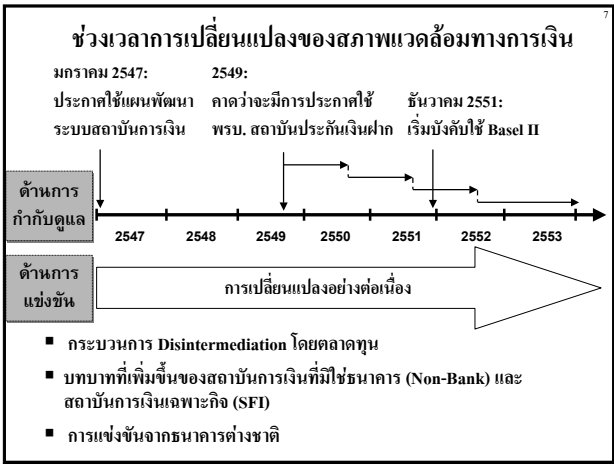 7
ช่วงเวลาการเปลี่ยนแปลงของสภาพแวดล้อมทางการเงิน
มกราคม 2547:
ประกาศใช้แผนพัฒนา
ระบบสถาบันการเงิน
2549:
คาดว่าจะมีการประกาศใช้
พรบ. สถาบันประกันเงินฝาก
ธันวาคม 2551:
เริ่มบังคับใช้ Basel II
ด้านการ
กำกับดูแล
2547 2548 2549 2550 2551 2552 2553
ด้านการ
แข่งขัน
การเปลี่ยนแปลงอย่างต่อเนื่อง
▪ กระบวนการ Disintermediation โดยตลาดทุน
▪ บทบาทที่เพิ่มขึ้นของสถาบันการเงินที่มิใช่ธนาคาร (Non-Bank) และ
สถาบันการเงินเฉพาะกิจ (SFI)
▪ การแข่งขันจากธนาคารต่างชาติ